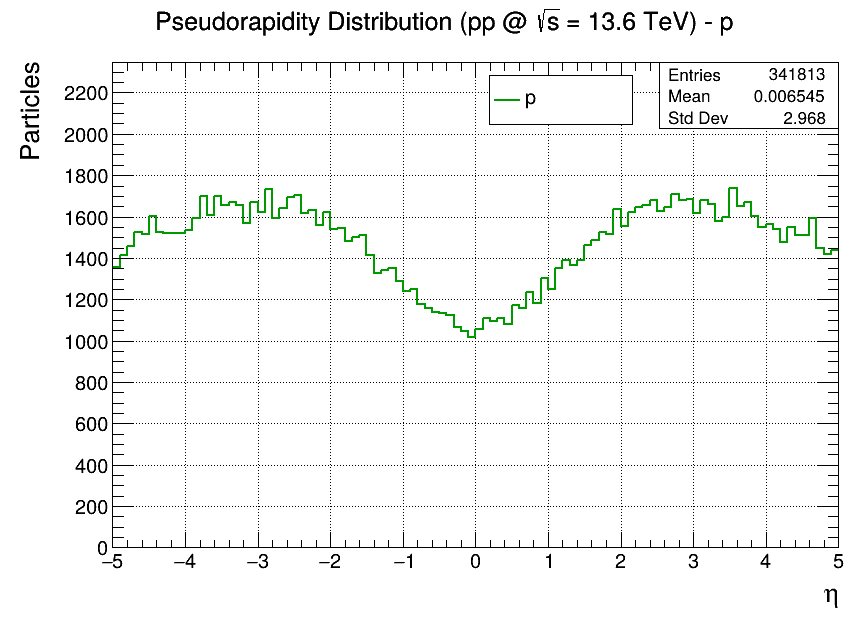 Pseudorapidity Distribution (pp @ √s = 13.6 TeV) - p
Particles
p
Entries 341813
Mean 0.006545
Std Dev 2.968
2200
2000
1800
1600
1400
1200
1000
800
600
400
200
0
−5 −4 −3 −2 −1 0 1 2 3 4 5
η